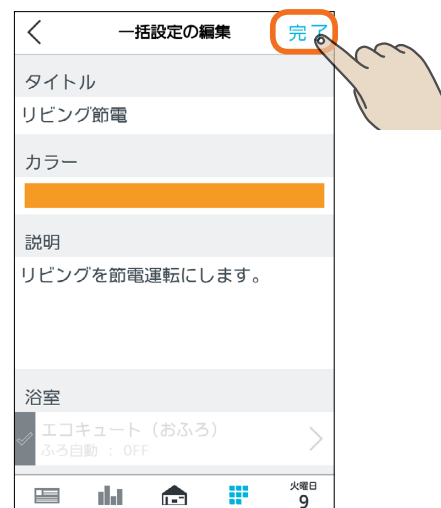 一括設定の編集
完了
タイトル
リビング節電
カラー
説明
リビングを節電運転にします。
浴室
エコキュート（おふろ）
ふろ自動 : OFF
火曜日
9